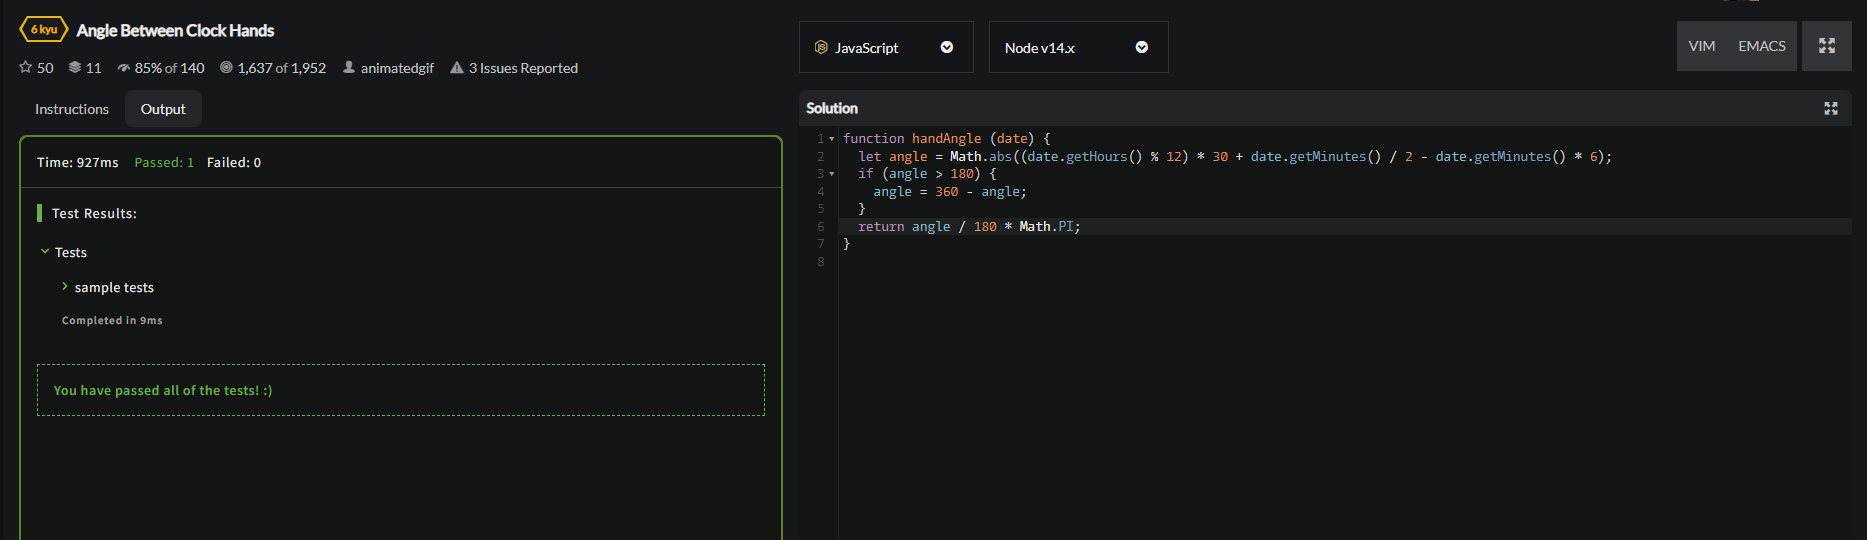 6 kyu Angle Between Clock Hands
50 11 85% of 140 1,637 of 1,952 animatedgif 3 Issues Reported
Instructions Output
Time: 927ms Passed: 1 Failed: 0
Test Results:
Tests
sample tests
Completed in 9ms
You have passed all of the tests! :)
JS JavaScript Node v14.x VIM EMACS
Solution
1 function handAngle (date) {
2   let angle = Math.abs((date.getHours() % 12) * 30 + date.getMinutes() / 2 - date.getMinutes() * 6);
3   if (angle > 180) {
4     angle = 360 - angle;
5   }
6   return angle / 180 * Math.PI;
7 }
8